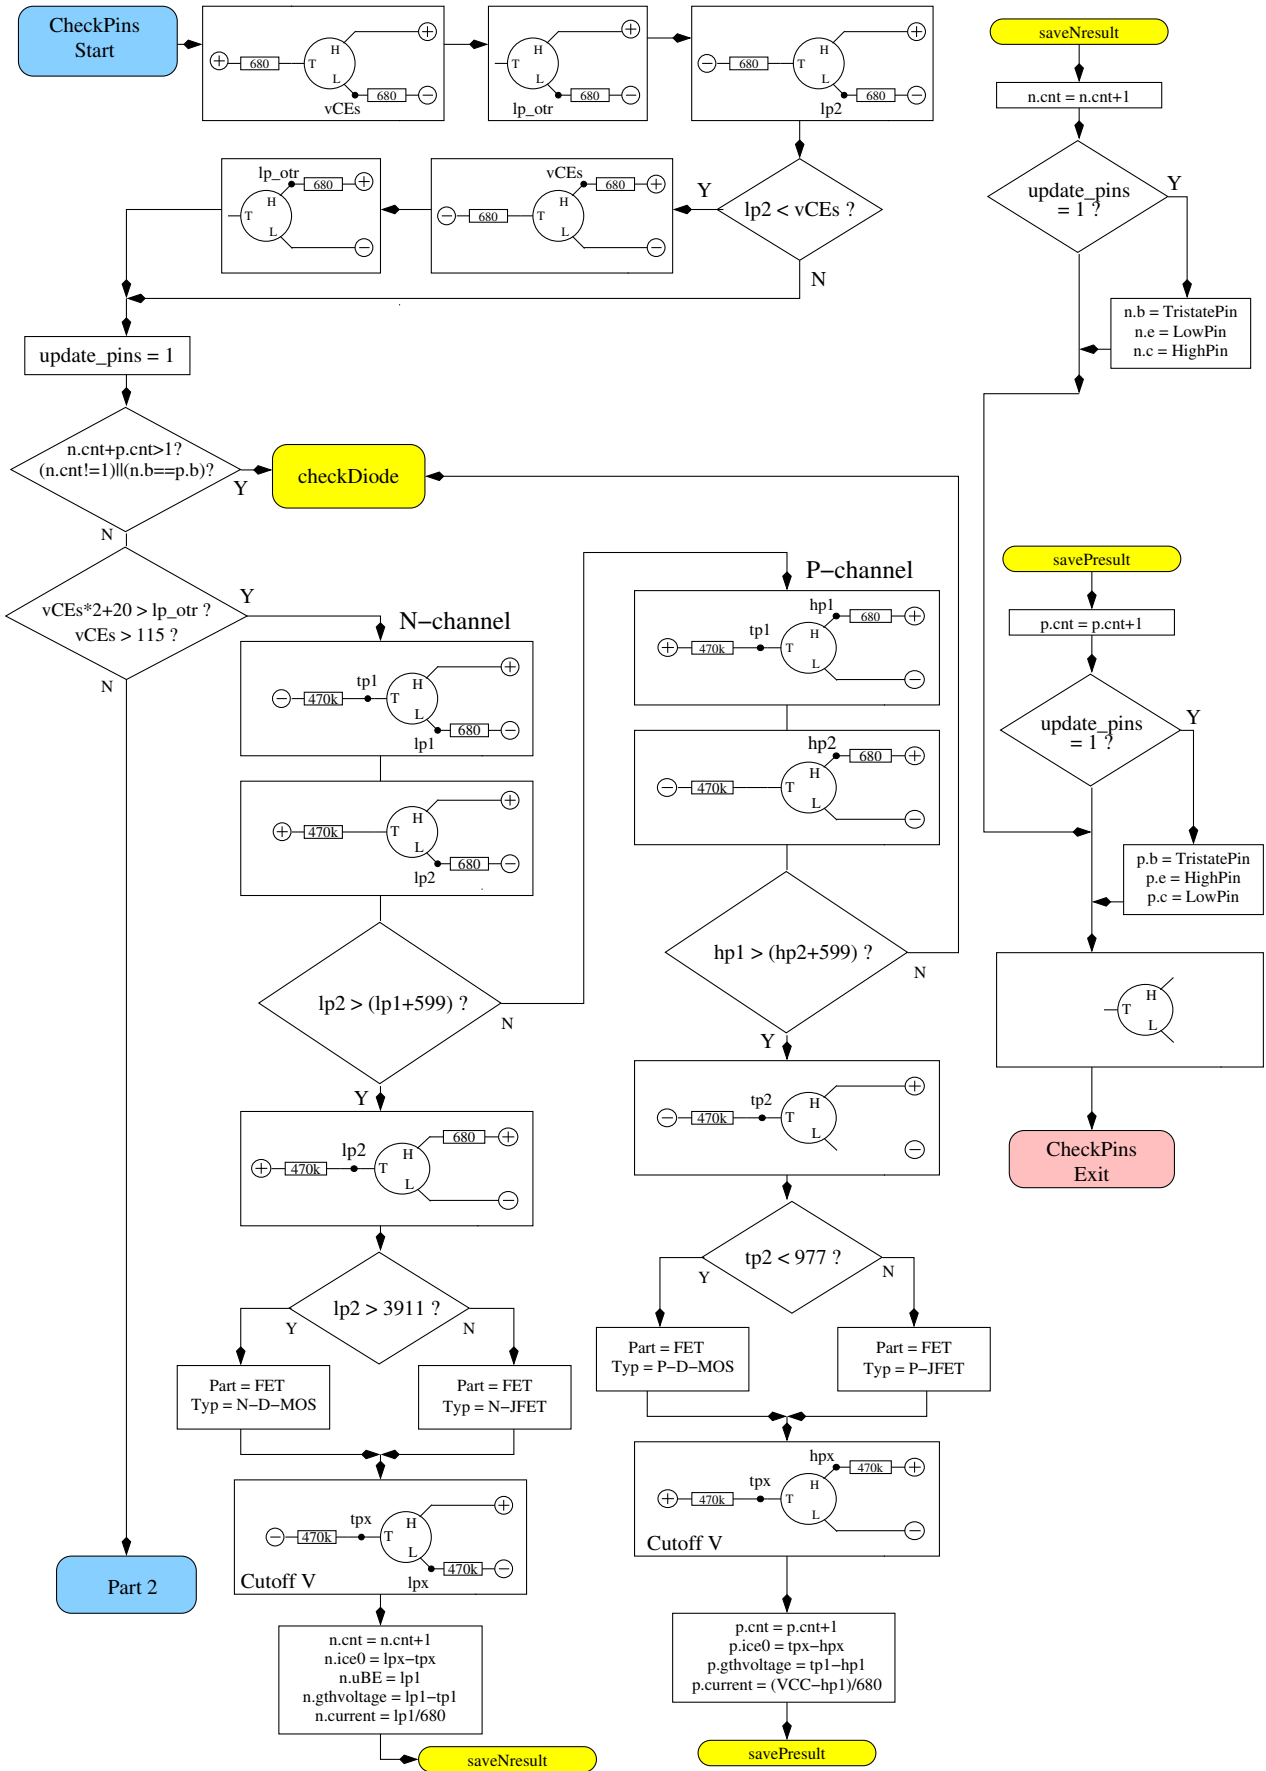 CheckPins
Start
680
T
H
L
680
vCEs
T
H
L
680
lp_otr
680
T
H
L
680
lp2
lp_otr
680
H
T
L
vCEs
680
680
H
T
L
Y
lp2 < vCEs ?
N
update_pins = 1
n.cnt+p.cnt>1?
(n.cnt!=1)||(n.b==p.b)?
Y
N
checkDiode
vCEs*2+20 > lp_otr ?
vCEs > 115 ?
Y
N
Part 2
N−channel
tp1
470k
T
H
L
680
lp1
470k
T
H
L
680
lp2
lp2 > (lp1+599) ?
N
Y
680
lp2
470k
T
H
L
lp2 > 3911 ?
Y
N
Part = FET
Typ = N−D−MOS
Part = FET
Typ = N−JFET
tpx
470k
T
H
L
470k
lpx
Cutoff V
n.cnt = n.cnt+1
n.ice0 = lpx−tpx
n.uBE = lp1
n.gthvoltage = lp1−tp1
n.current = lp1/680
saveNresult
P−channel
hp1
680
tp1
470k
T
H
L
hp2
680
470k
T
H
L
hp1 > (hp2+599) ?
N
Y
tp2
470k
T
H
L
tp2 < 977 ?
Y
N
Part = FET
Typ = P−D−MOS
Part = FET
Typ = P−JFET
hpx
470k
tpx
470k
T
H
L
Cutoff V
p.cnt = p.cnt+1
p.ice0 = tpx−hpx
p.gthvoltage = tp1−hp1
p.current = (VCC−hp1)/680
savePresult
saveNresult
n.cnt = n.cnt+1
update_pins
= 1 ?
Y
n.b = TristatePin
n.e = LowPin
n.c = HighPin
savePresult
p.cnt = p.cnt+1
update_pins
= 1 ?
Y
p.b = TristatePin
p.e = HighPin
p.c = LowPin
T
H
L
CheckPins
Exit